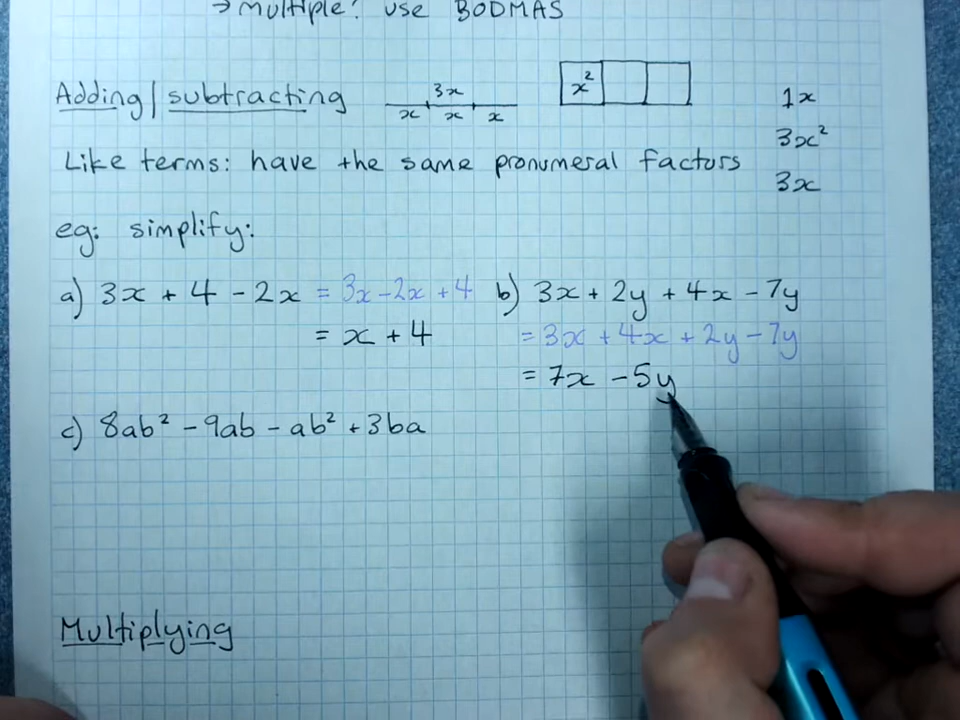 → multiple? use BODMAS
Adding/subtracting
3x
x x x
x²
1x
3x²
3x
Like terms: have the same pronumeral factors
eg: simplify:
a) 3x + 4 - 2x = 3x - 2x + 4
= x + 4
b) 3x + 2y + 4x - 7y
= 3x + 4x + 2y - 7y
= 7x - 5y
c) 8ab² - 9ab - ab² + 3ba
Multiplying